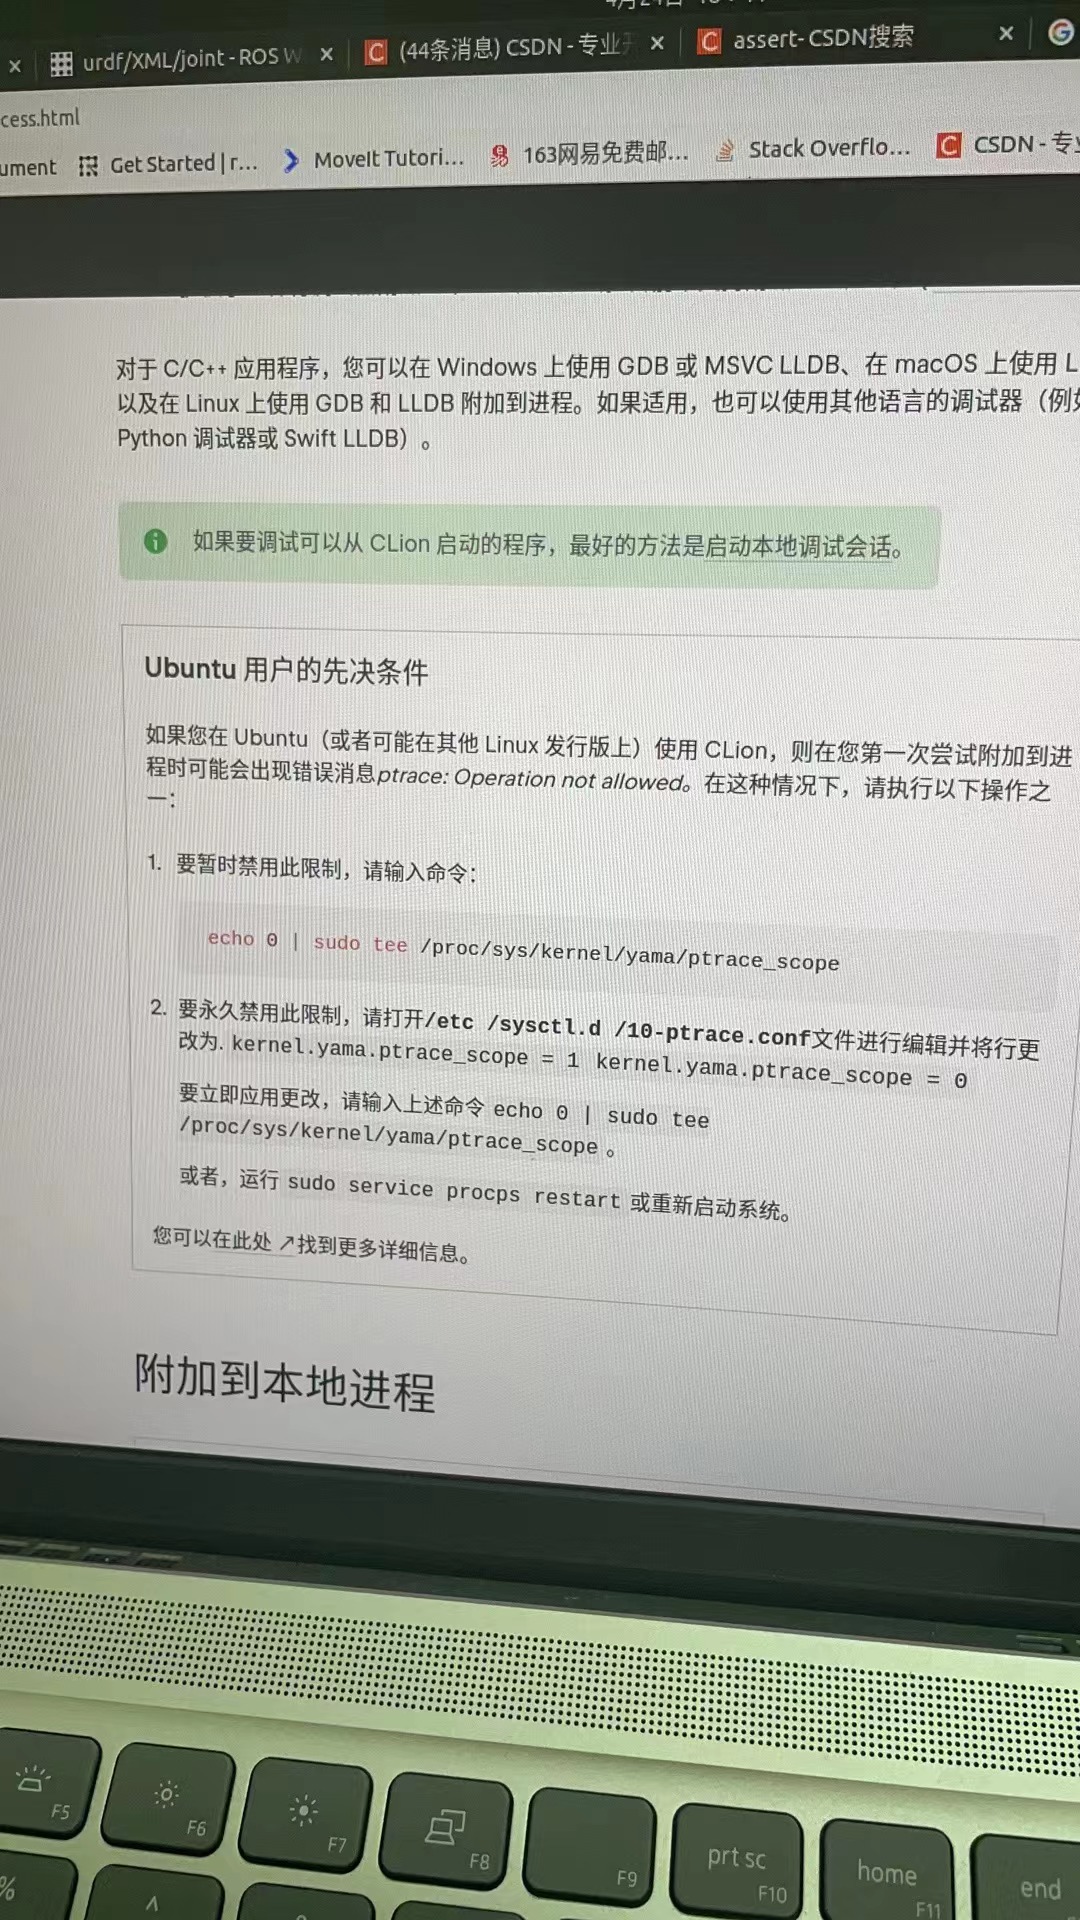 urdf/XML/joint - ROS W
(44条消息) CSDN - 专业开
assert- CSDN搜索
cess.html
ument
Get Started | r...
MoveIt Tutori...
163网易免费邮...
Stack Overflo...
CSDN - 专业
对于 C/C++ 应用程序，您可以在 Windows 上使用 GDB 或 MSVC LLDB、在 macOS 上使用 L
以及在 Linux 上使用 GDB 和 LLDB 附加到进程。如果适用，也可以使用其他语言的调试器（例如
Python 调试器或 Swift LLDB）。
如果要调试可以从 CLion 启动的程序，最好的方法是启动本地调试会话。
Ubuntu 用户的先决条件
如果您在 Ubuntu（或者可能在其他 Linux 发行版上）使用 CLion，则在您第一次尝试附加到进
程时可能会出现错误消息ptrace: Operation not allowed。在这种情况下，请执行以下操作之
一：
1. 要暂时禁用此限制，请输入命令：
echo 0 | sudo tee /proc/sys/kernel/yama/ptrace_scope
2. 要永久禁用此限制，请打开/etc /sysctl.d /10-ptrace.conf文件进行编辑并将行更
改为. kernel.yama.ptrace_scope = 1 kernel.yama.ptrace_scope = 0
要立即应用更改，请输入上述命令 echo 0 | sudo tee
/proc/sys/kernel/yama/ptrace_scope 。
或者，运行 sudo service procps restart 或重新启动系统。
您可以在此处 ↗找到更多详细信息。
附加到本地进程
F5
F6
F7
F8
F9
prt sc
F10
home
F11
end
%
^